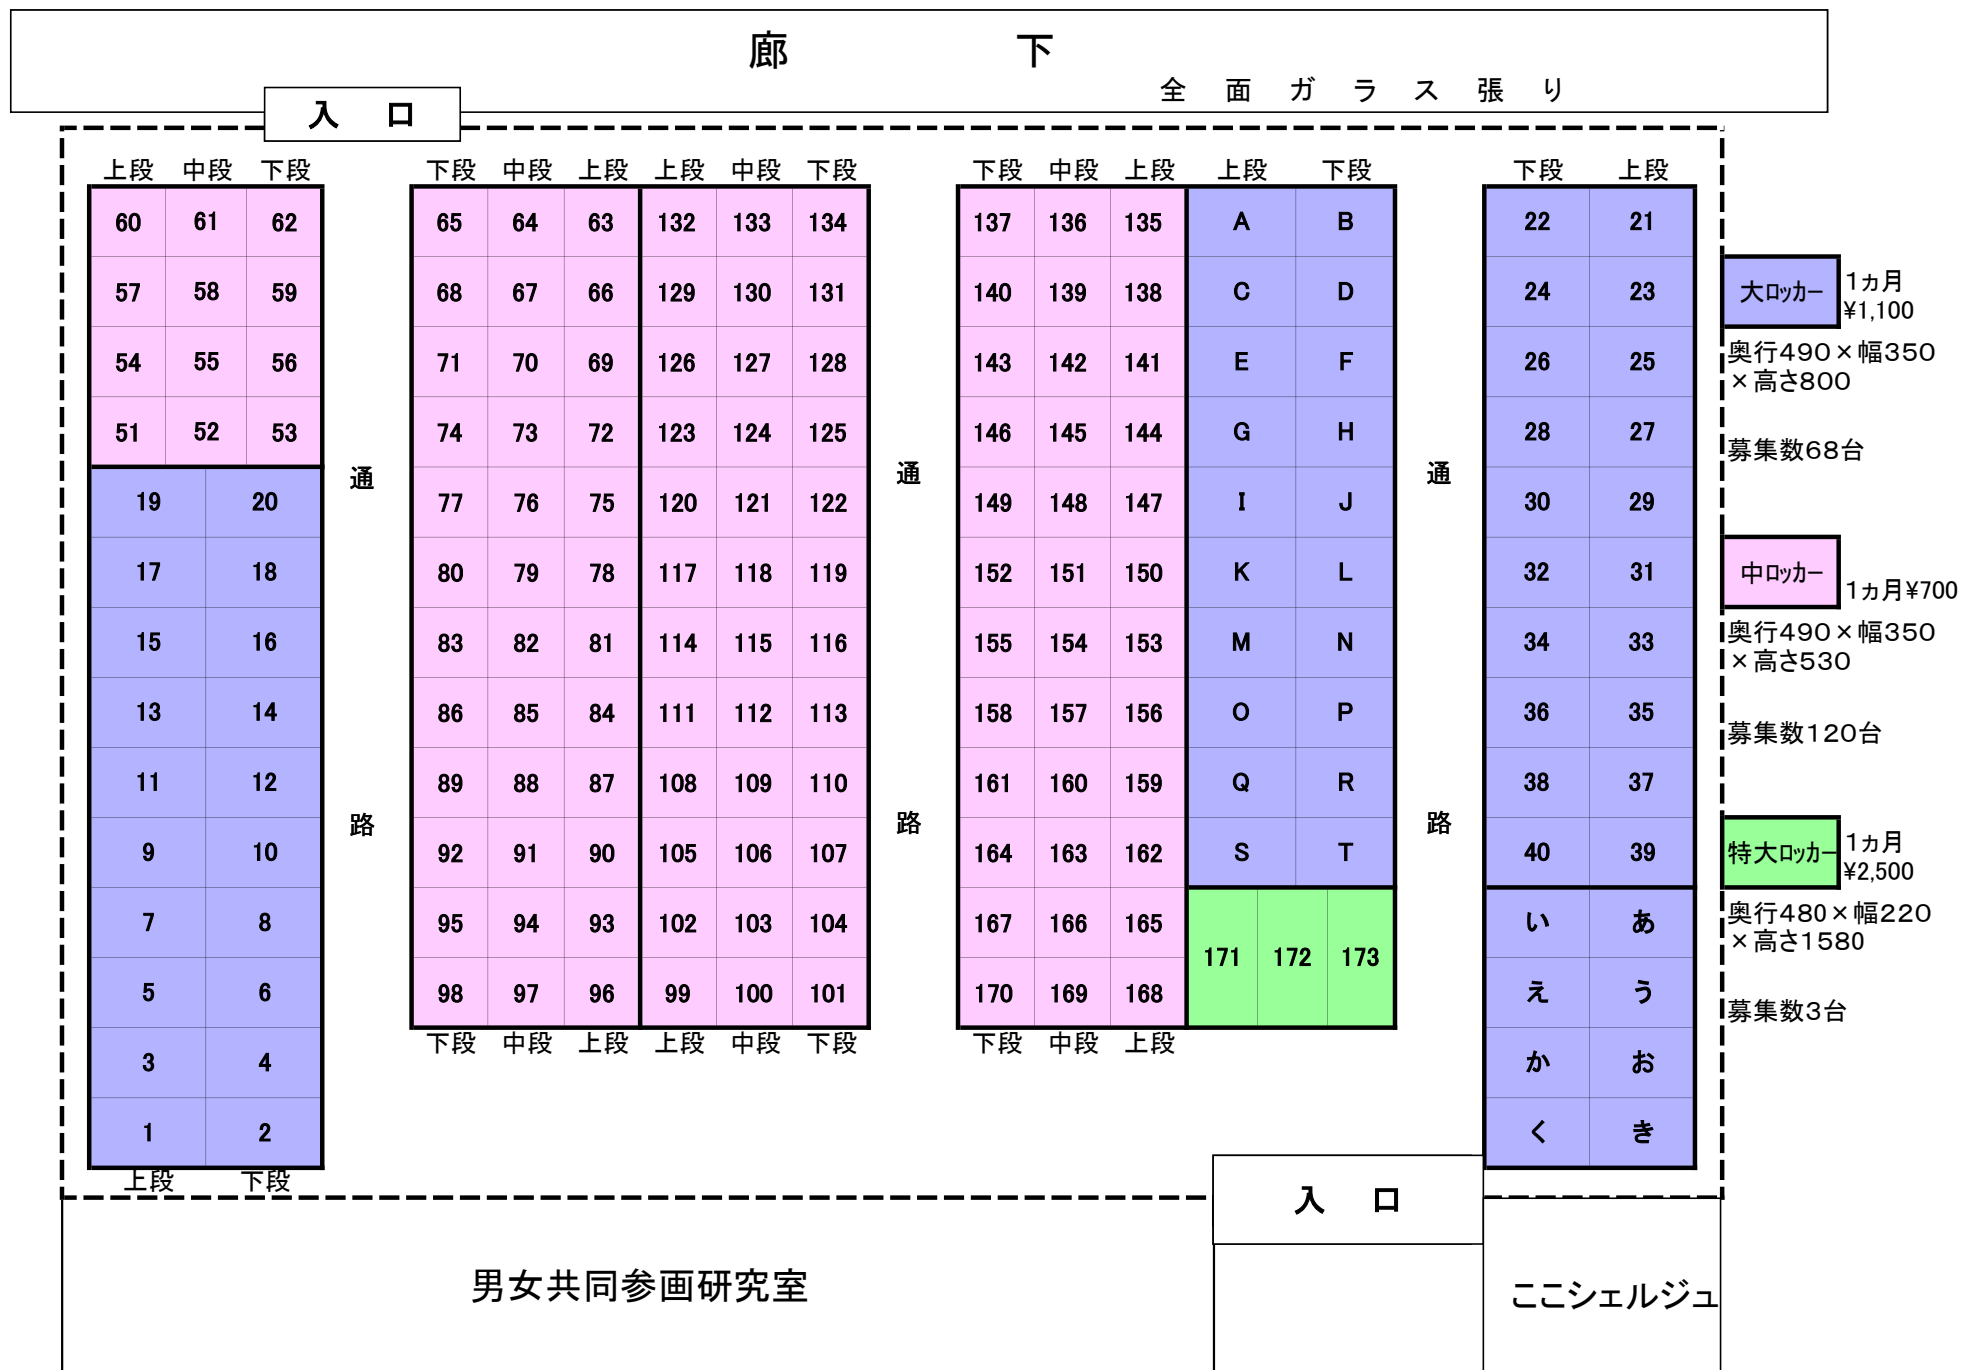 廊 下
全 面 ガ ラ ス 張 り
入 口
上段 中段 下段 下段 中段 上段 上段 中段 下段 下段 中段 上段 上段 下段 下段 上段
60 61 62 65 64 63 132 133 134 137 136 135 A B 22 21
57 58 59 68 67 66 129 130 131 140 139 138 C D 24 23
54 55 56 71 70 69 126 127 128 143 142 141 E F 26 25
51 52 53 74 73 72 123 124 125 146 145 144 G H 28 27
19 20 77 76 75 120 121 122 149 148 147 I J 30 29
17 18 80 79 78 117 118 119 152 151 150 K L 32 31
15 16 83 82 81 114 115 116 155 154 153 M N 34 33
13 14 86 85 84 111 112 113 158 157 156 O P 36 35
11 12 89 88 87 108 109 110 161 160 159 Q R 38 37
9 10 92 91 90 105 106 107 164 163 162 S T 40 39
7 8 95 94 93 102 103 104 167 166 165 い あ
171 172 173
5 6 98 97 96 99 100 101 170 169 168 え う
3 4 か お
1 2 く き
下段 中段 上段 上段 中段 下段 下段 中段 上段
上段 下段
通 路
通 路
通 路
大ロッカー
1ヵ月
¥1,100
奥行490×幅350
×高さ800
募集数68台
中ロッカー
1ヵ月¥700
奥行490×幅350
×高さ530
募集数120台
特大ロッカー
1ヵ月
¥2,500
奥行480×幅220
×高さ1580
募集数3台
入 口
男女共同参画研究室
ここシェルジュ